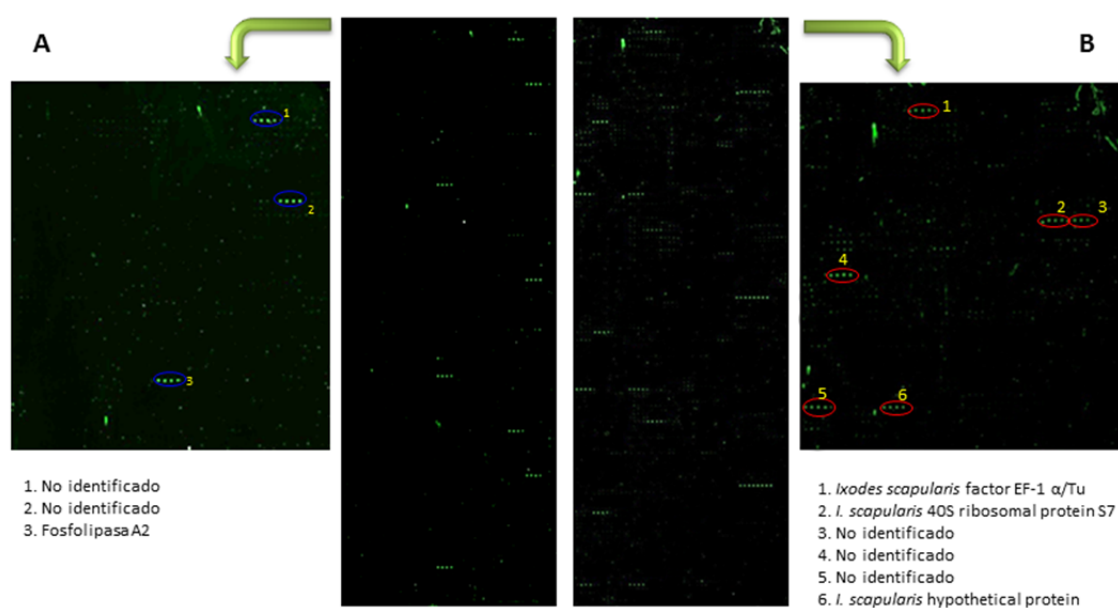 A
B
1
2
3
1
2
3
4
5
6
1. No identificado
2. No identificado
3. Fosfolipasa A2
1. Ixodes scapularis factor EF-1 α/Tu
2. I. scapularis 40S ribosomal protein S7
3. No identificado
4. No identificado
5. No identificado
6. I. scapularis hypothetical protein